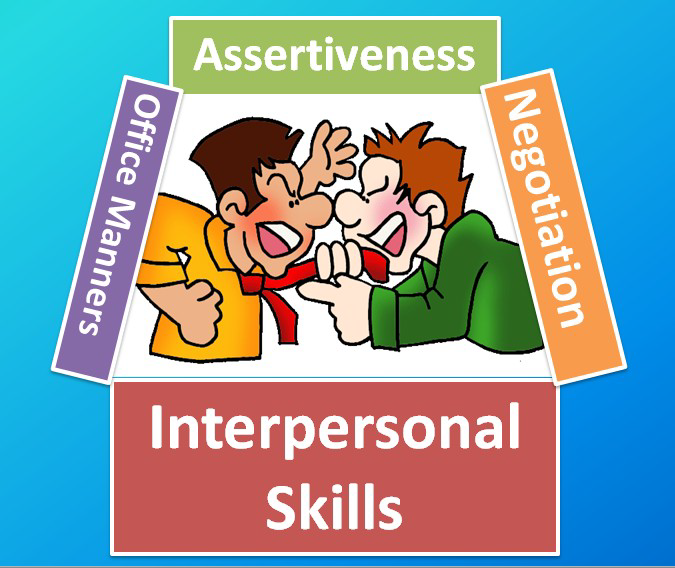 Assertiveness
Office Manners
Negotiation
Interpersonal
Skills